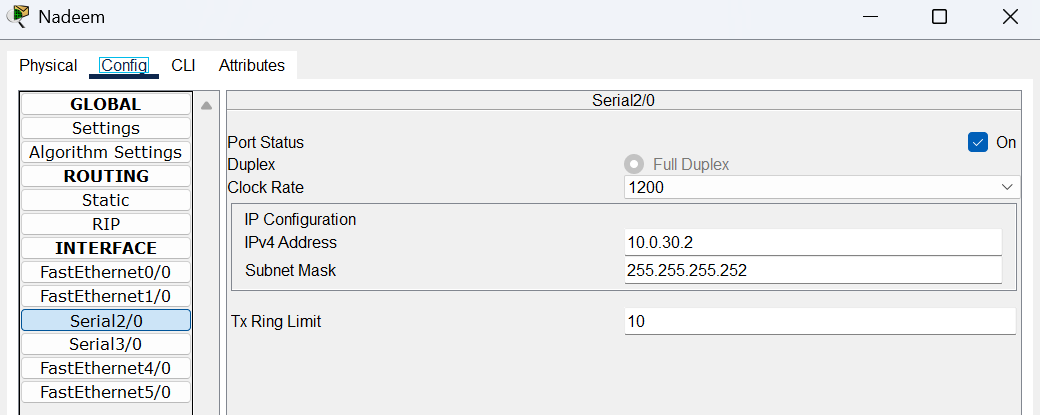 Nadeem
Physical Config CLI Attributes
GLOBAL
Settings
Algorithm Settings
ROUTING
Static
RIP
INTERFACE
FastEthernet0/0
FastEthernet1/0
Serial2/0
Serial3/0
FastEthernet4/0
FastEthernet5/0
Serial2/0
Port Status On
Duplex Full Duplex
Clock Rate 1200
IP Configuration
IPv4 Address 10.0.30.2
Subnet Mask 255.255.255.252
Tx Ring Limit 10